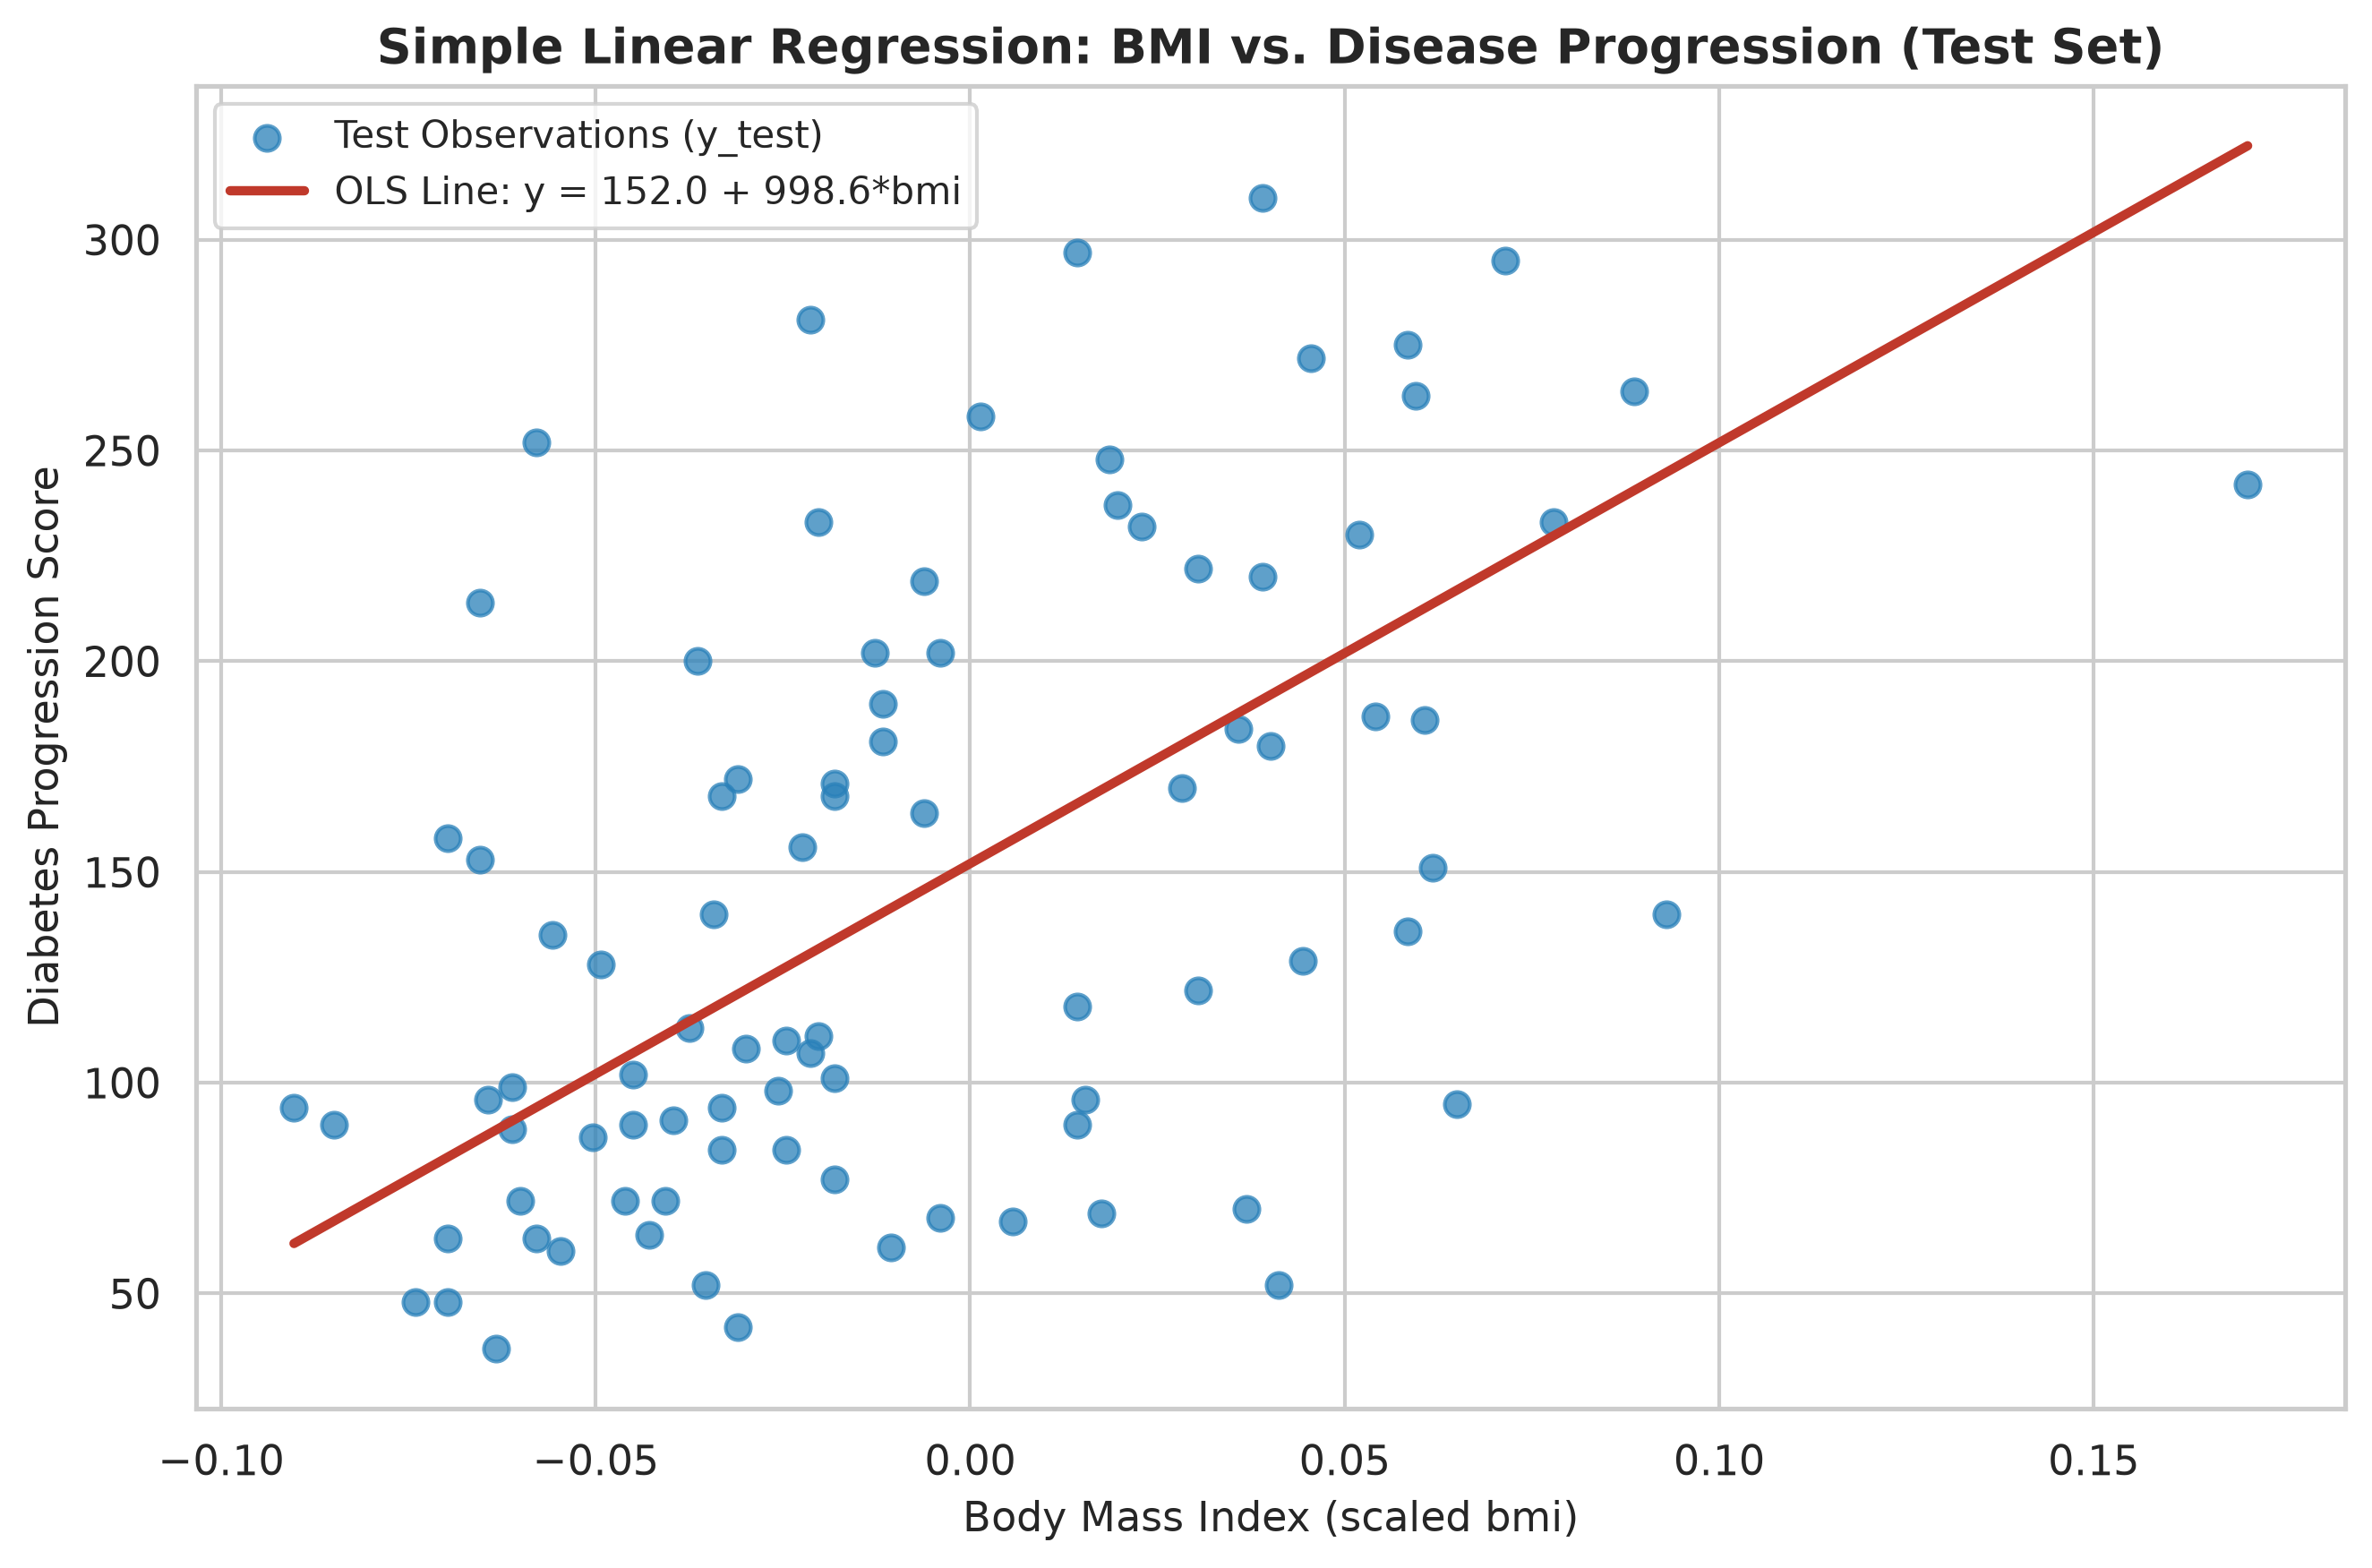 Simple Linear Regression: BMI vs. Disease Progression (Test Set)
Test Observations (y_test)
OLS Line: y = 152.0 + 998.6*bmi
Diabetes Progression Score
300
250
200
150
100
50
−0.10
−0.05
0.00
0.05
0.10
0.15
Body Mass Index (scaled bmi)